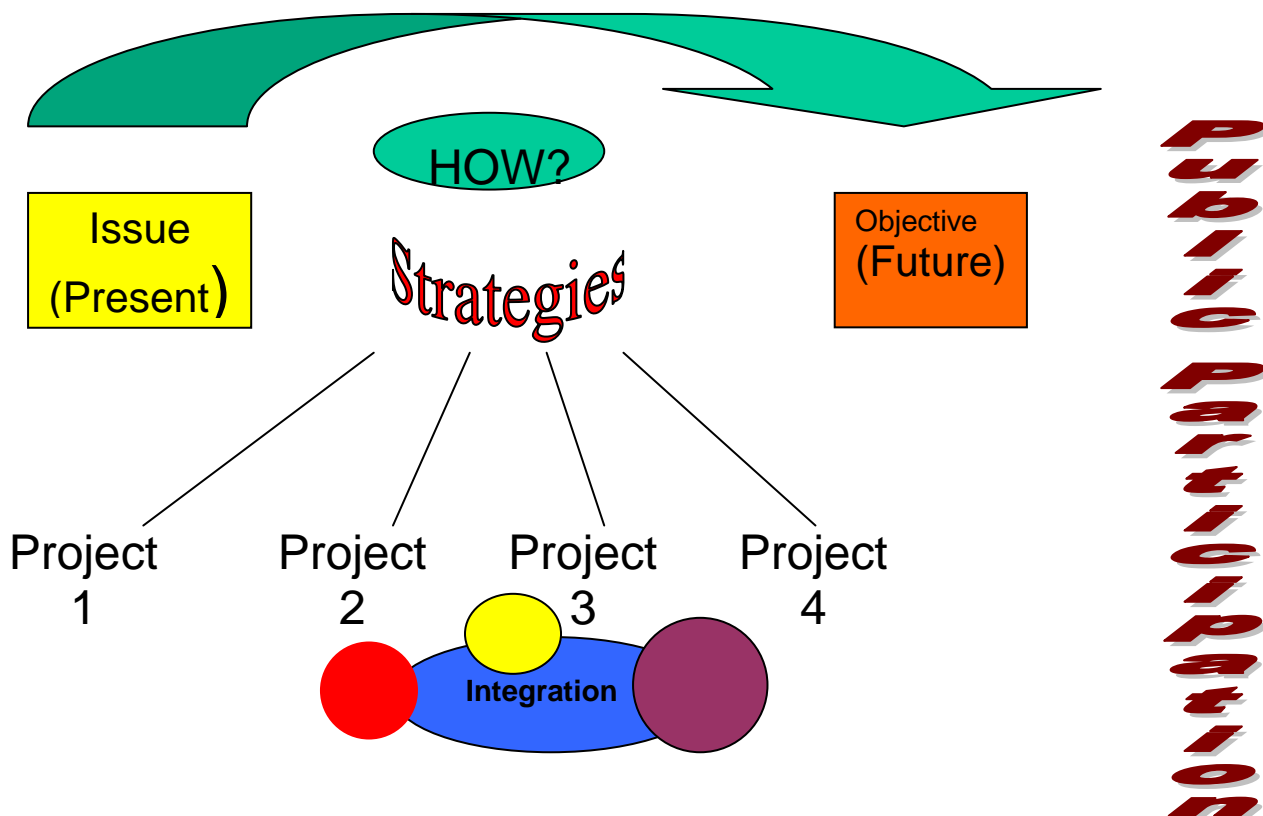 HOW?
Issue
(Present)
Strategies
Objective
(Future)
Project
1
Project
2
Project
3
Project
4
Integration
Public Participation